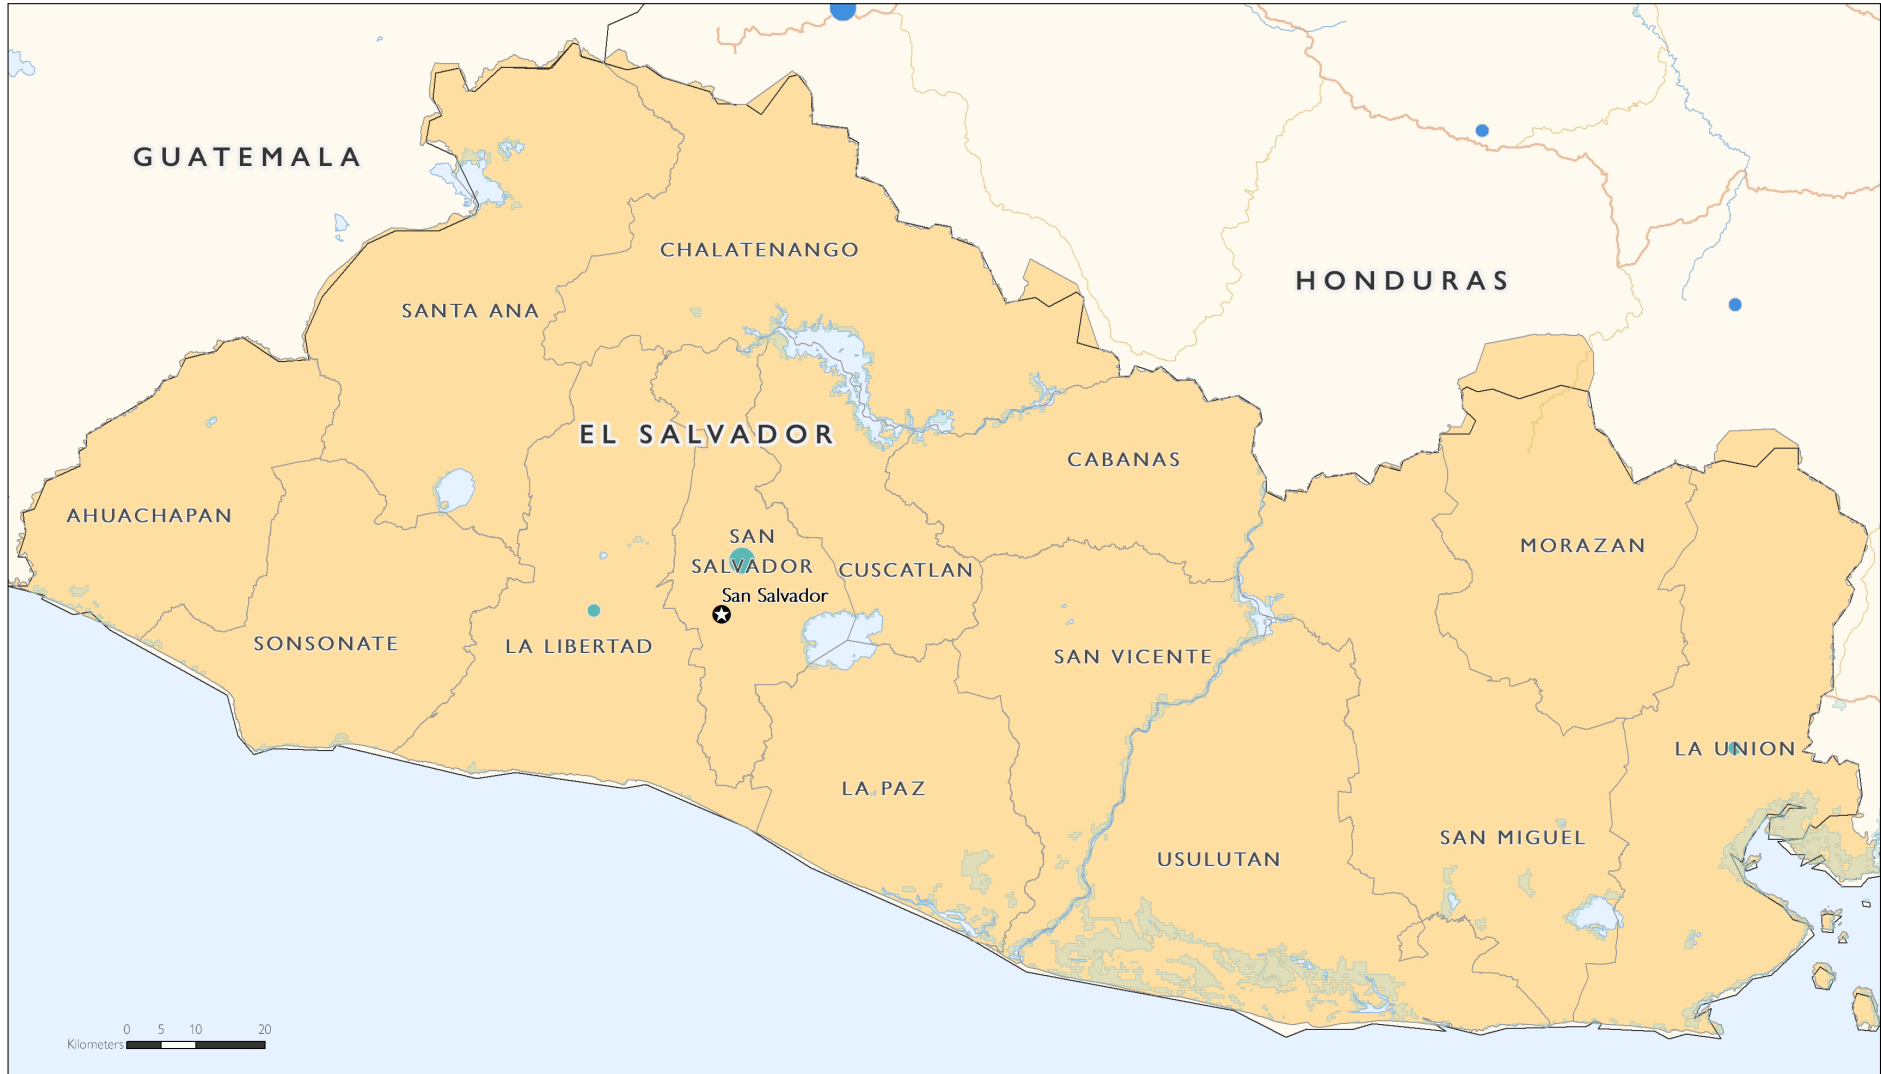 GUATEMALA
CHALATENANGO
HONDURAS
SANTA ANA
EL SALVADOR
CABANAS
AHUACHAPAN
SAN
SALVADOR
MORAZAN
CUSCATLAN
San Salvador
SONSONATE
LA LIBERTAD
SAN VICENTE
LA UNION
LA PAZ
SAN MIGUEL
USULUTAN
0 5 10 20
Kilometers